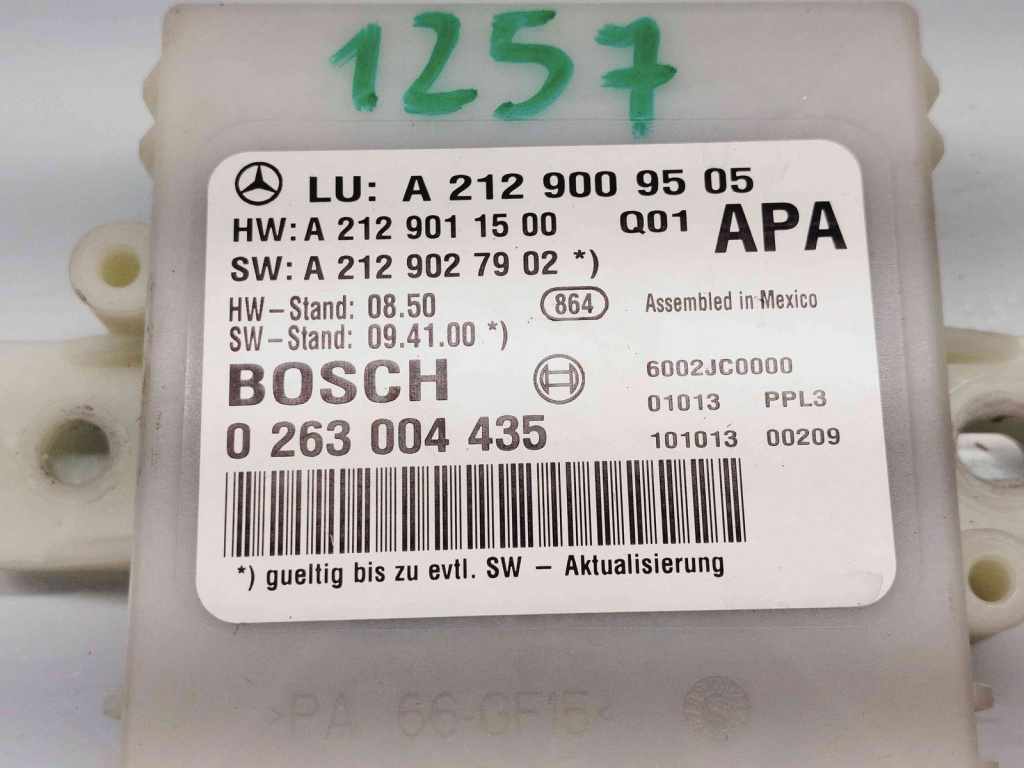 1257
LU: A 212 900 95 05
HW: A 212 901 15 00 Q01 APA
SW: A 212 902 79 02 *)
HW-Stand: 08.50 864 Assembled in Mexico
SW-Stand: 09.41.00 *)
BOSCH 6002JC0000
01013 PPL3
0 263 004 435 101013 00209
*) gueltig bis zu evtl. SW - Aktualisierung
>PA 66-GF15<